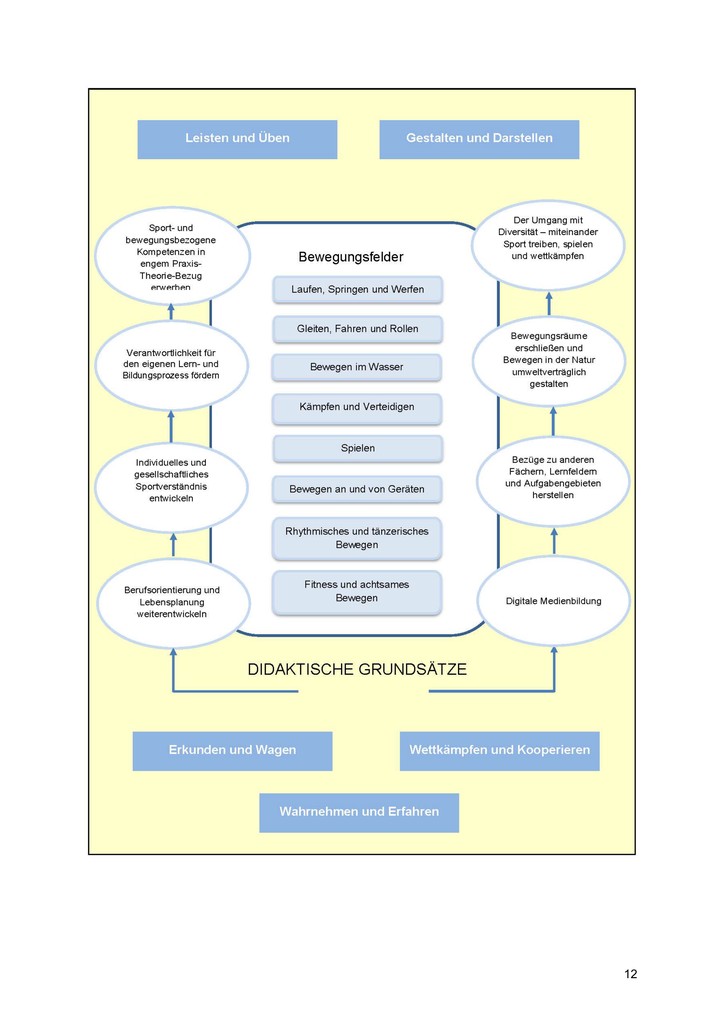 Leisten und Üben
Gestalten und Darstellen
Sport- und
bewegungsbezogene
Kompetenzen in
engem Praxis-
Theorie-Bezug
erwerben
Verantwortlichkeit für
den eigenen Lern- und
Bildungsprozess fördern
Individuelles und
gesellschaftliches
Sportverständnis
entwickeln
Berufsorientierung und
Lebensplanung
weiterentwickeln
Bewegungsfelder
Laufen, Springen und Werfen
Gleiten, Fahren und Rollen
Bewegen im Wasser
Kämpfen und Verteidigen
Spielen
Bewegen an und von Geräten
Rhythmisches und tänzerisches
Bewegen
Fitness und achtsames
Bewegen
Der Umgang mit
Diversität – miteinander
Sport treiben, spielen
und wettkämpfen
Bewegungsräume
erschließen und
Bewegen in der Natur
umweltverträglich
gestalten
Bezüge zu anderen
Fächern, Lernfeldern
und Aufgabengebieten
herstellen
Digitale Medienbildung
DIDAKTISCHE GRUNDSÄTZE
Erkunden und Wagen
Wettkämpfen und Kooperieren
Wahrnehmen und Erfahren
12